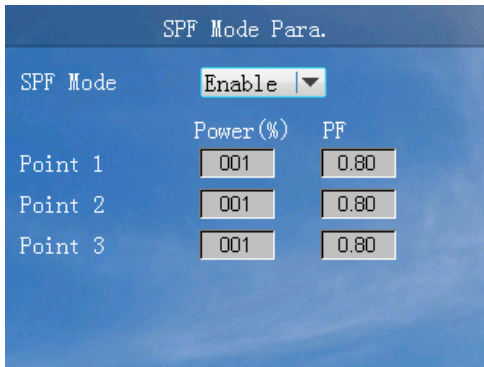 SPF Mode Para.
SPF Mode Enable
Power(%) PF
Point 1 001 0.80
Point 2 001 0.80
Point 3 001 0.80